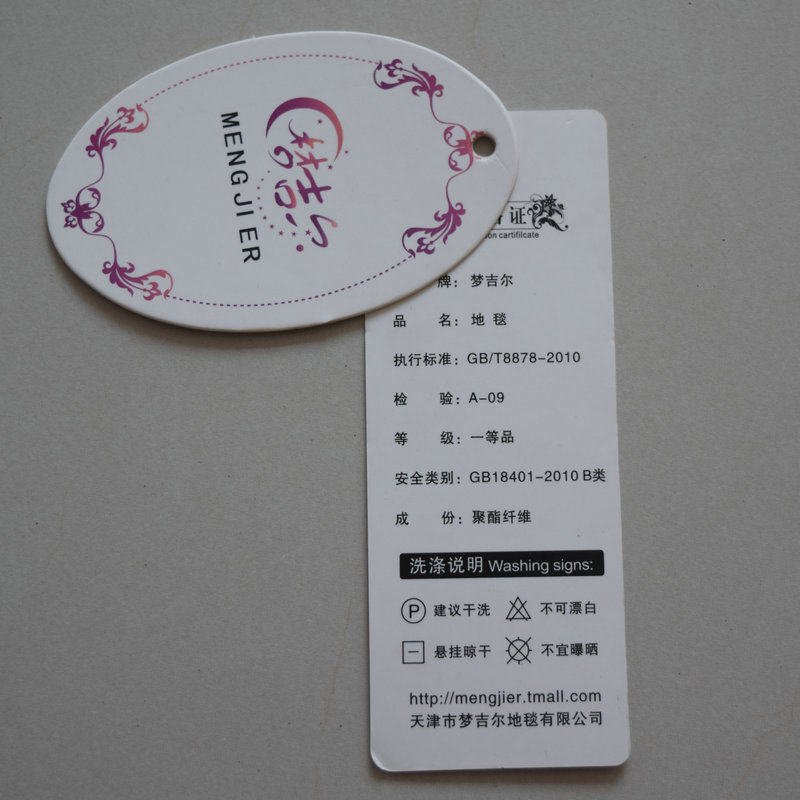 梦吉尔
MENGJIER
证
on cartifilcate
牌：梦吉尔
品 名：地毯
执行标准：GB/T8878-2010
检 验：A-09
等 级：一等品
安全类别：GB18401-2010 B类
成 份：聚酯纤维
洗涤说明 Washing signs:
P 建议干洗 不可漂白
悬挂晾干 不宜曝晒
http://mengjier.tmall.com
天津市梦吉尔地毯有限公司